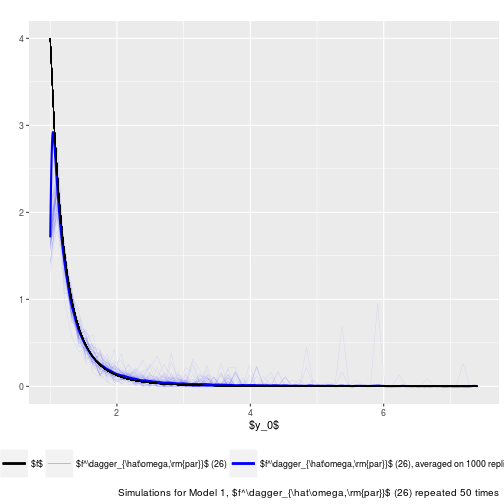 4
3
2
1
0
2 4 6
$y_0$
$f$ $f^\dagger_{\hat\omega,\rm{par}}$ (26) $f^\dagger_{\hat\omega,\rm{par}}$ (26), averaged on 1000 repli
Simulations for Model 1, $f^\dagger_{\hat\omega,\rm{par}}$ (26) repeated 50 times